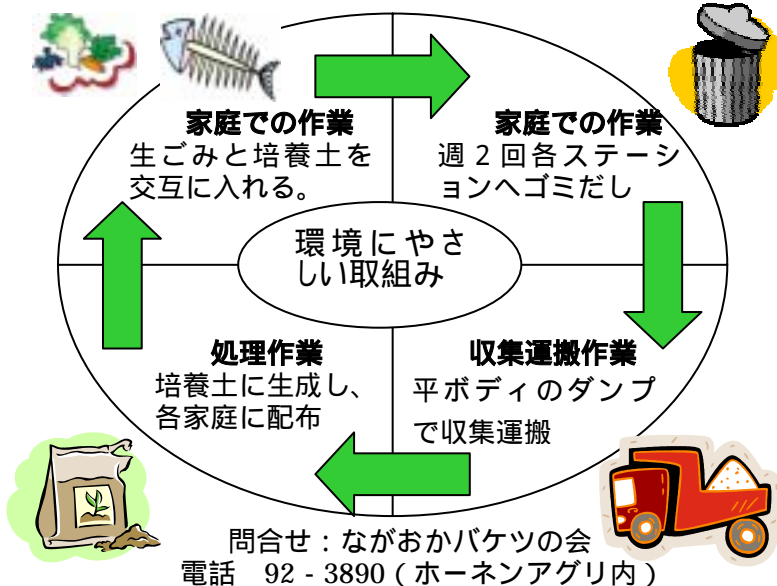 家庭での作業
生ごみと培養土を
交互に入れる。
家庭での作業
週2回各ステーシ
ョンへゴミだし
環境にやさ
しい取組み
処理作業
培養土に生成し、
各家庭に配布
収集運搬作業
平ボディのダンプ
で収集運搬
問合せ：ながおかバケツの会
電話　92‐3890（ホーネンアグリ内）